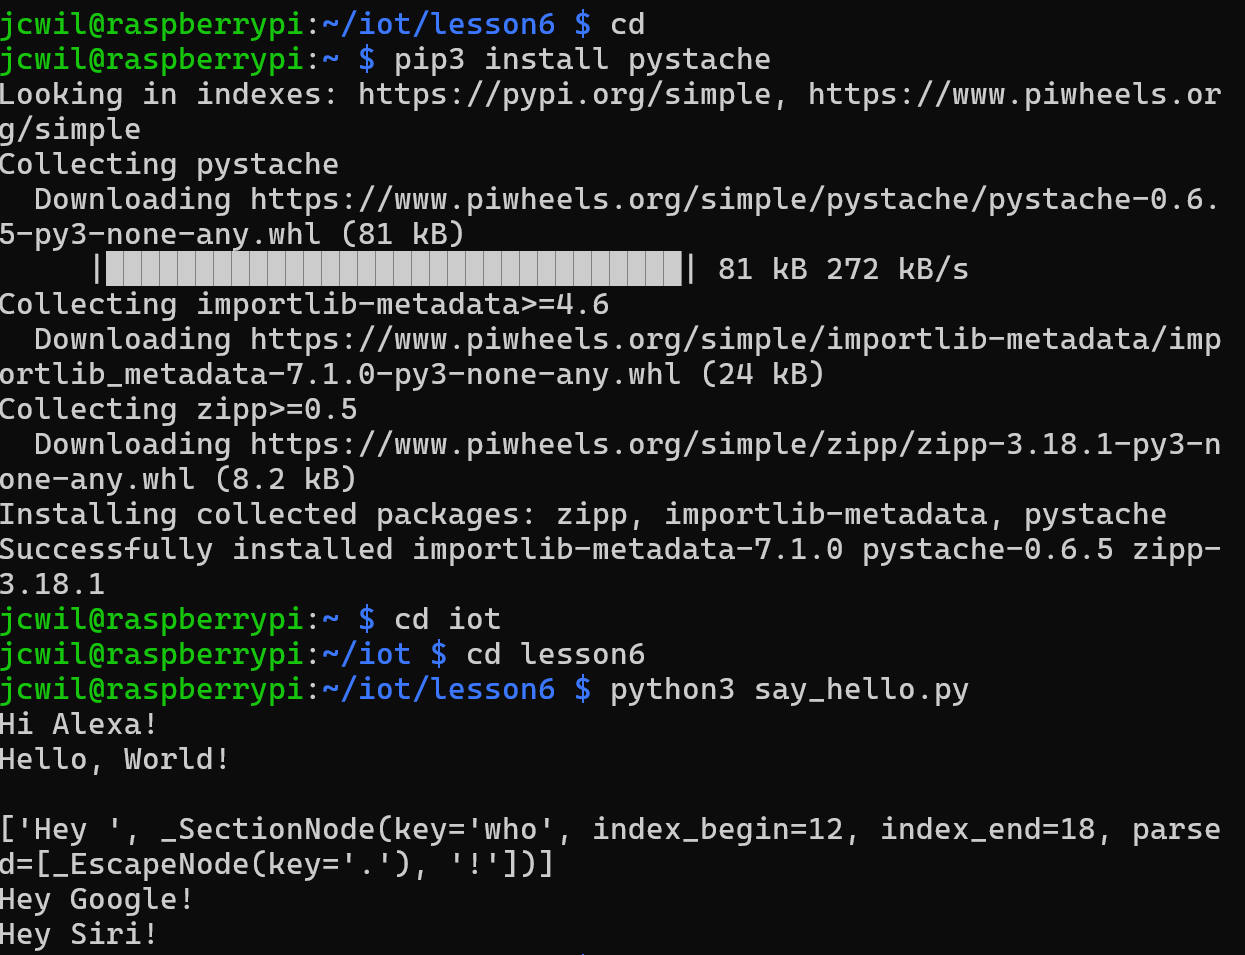 jcwil@raspberrypi:~/iot/lesson6 $ cd
jcwil@raspberrypi:~ $ pip3 install pystache
Looking in indexes: https://pypi.org/simple, https://www.piwheels.or
g/simple
Collecting pystache
  Downloading https://www.piwheels.org/simple/pystache/pystache-0.6.
5-py3-none-any.whl (81 kB)
     |████████████████████████████████| 81 kB 272 kB/s
Collecting importlib-metadata>=4.6
  Downloading https://www.piwheels.org/simple/importlib-metadata/imp
ortlib_metadata-7.1.0-py3-none-any.whl (24 kB)
Collecting zipp>=0.5
  Downloading https://www.piwheels.org/simple/zipp/zipp-3.18.1-py3-n
one-any.whl (8.2 kB)
Installing collected packages: zipp, importlib-metadata, pystache
Successfully installed importlib-metadata-7.1.0 pystache-0.6.5 zipp-
3.18.1
jcwil@raspberrypi:~ $ cd iot
jcwil@raspberrypi:~/iot $ cd lesson6
jcwil@raspberrypi:~/iot/lesson6 $ python3 say_hello.py
Hi Alexa!
Hello, World!

['Hey ', _SectionNode(key='who', index_begin=12, index_end=18, parse
d=[_EscapeNode(key='.'), '!'])]
Hey Google!
Hey Siri!